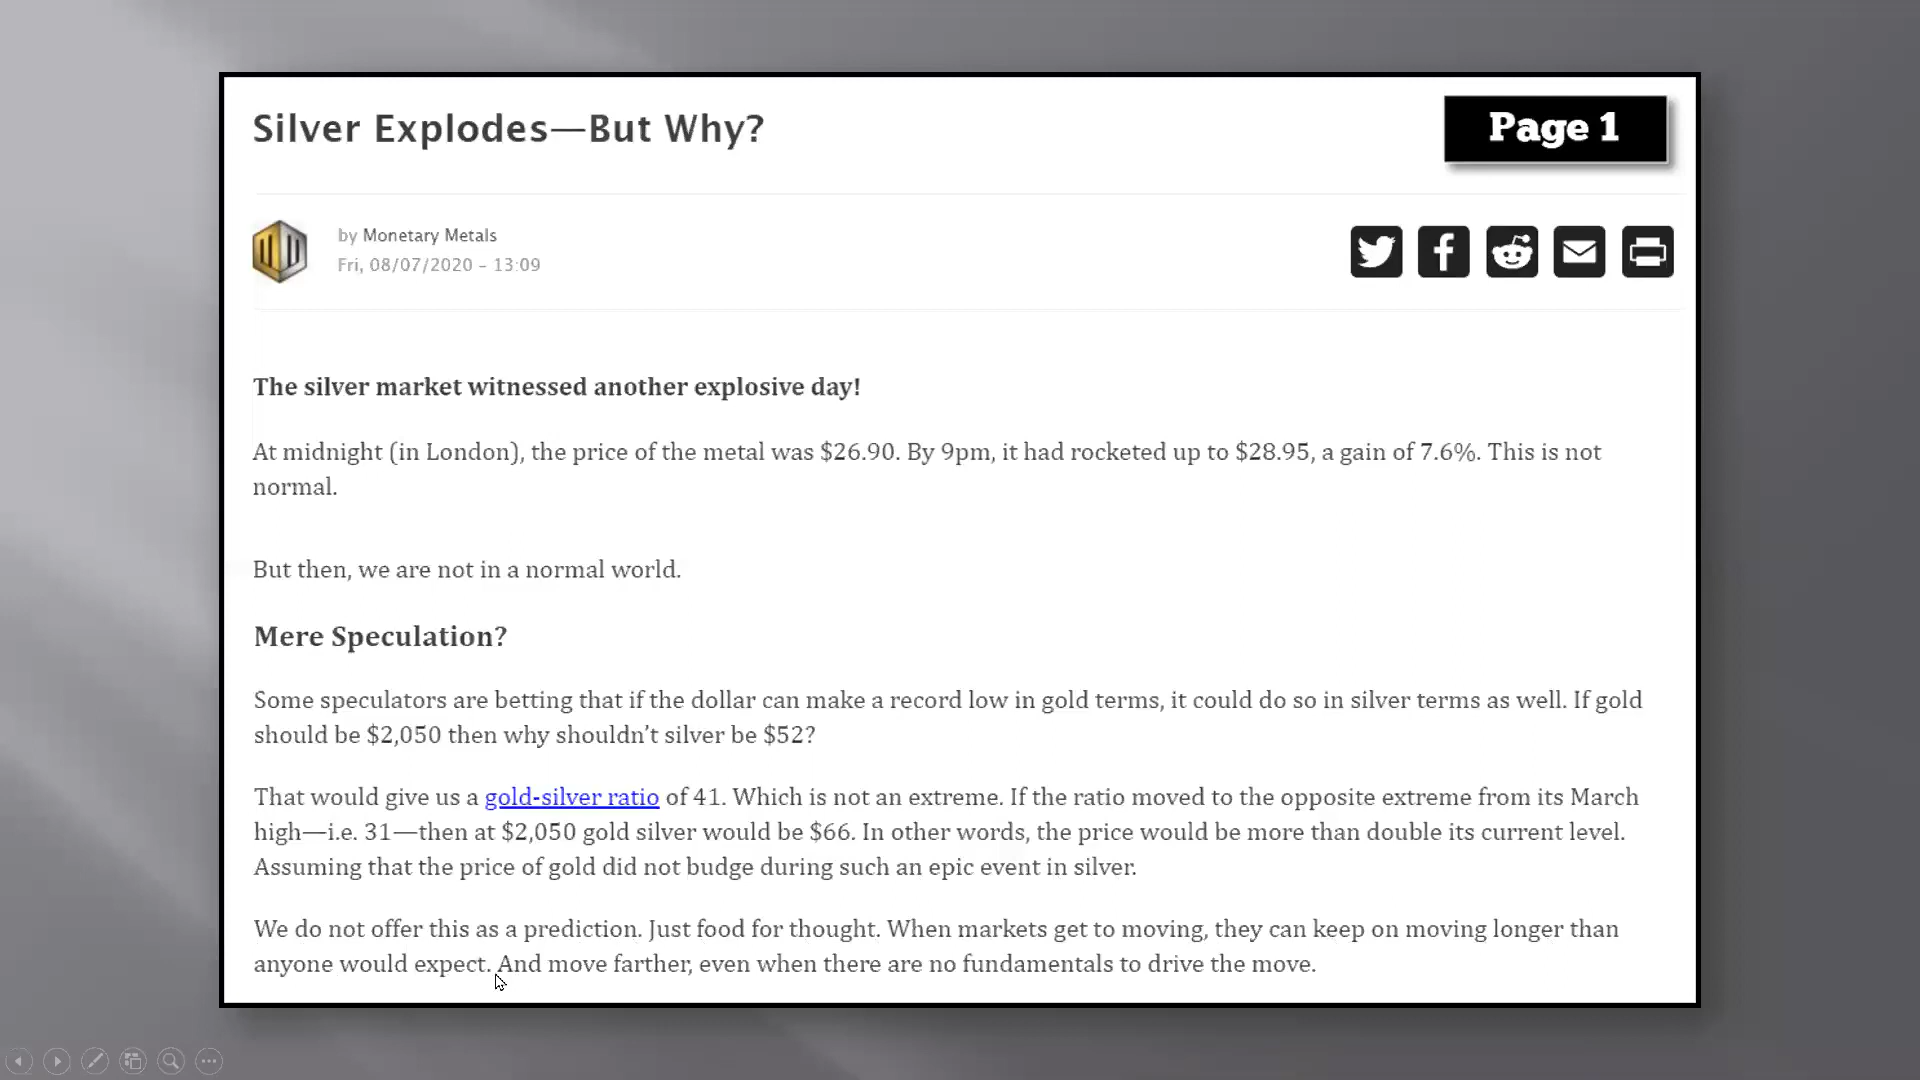 Silver Explodes—But Why?
Page 1
by Monetary Metals
Fri, 08/07/2020 – 13:09
The silver market witnessed another explosive day!
At midnight (in London), the price of the metal was $26.90. By 9pm, it had rocketed up to $28.95, a gain of 7.6%. This is not
normal.
But then, we are not in a normal world.
Mere Speculation?
Some speculators are betting that if the dollar can make a record low in gold terms, it could do so in silver terms as well. If gold
should be $2,050 then why shouldn’t silver be $52?
That would give us a gold-silver ratio of 41. Which is not an extreme. If the ratio moved to the opposite extreme from its March
high—i.e. 31—then at $2,050 gold silver would be $66. In other words, the price would be more than double its current level.
Assuming that the price of gold did not budge during such an epic event in silver.
We do not offer this as a prediction. Just food for thought. When markets get to moving, they can keep on moving longer than
anyone would expect. And move farther, even when there are no fundamentals to drive the move.